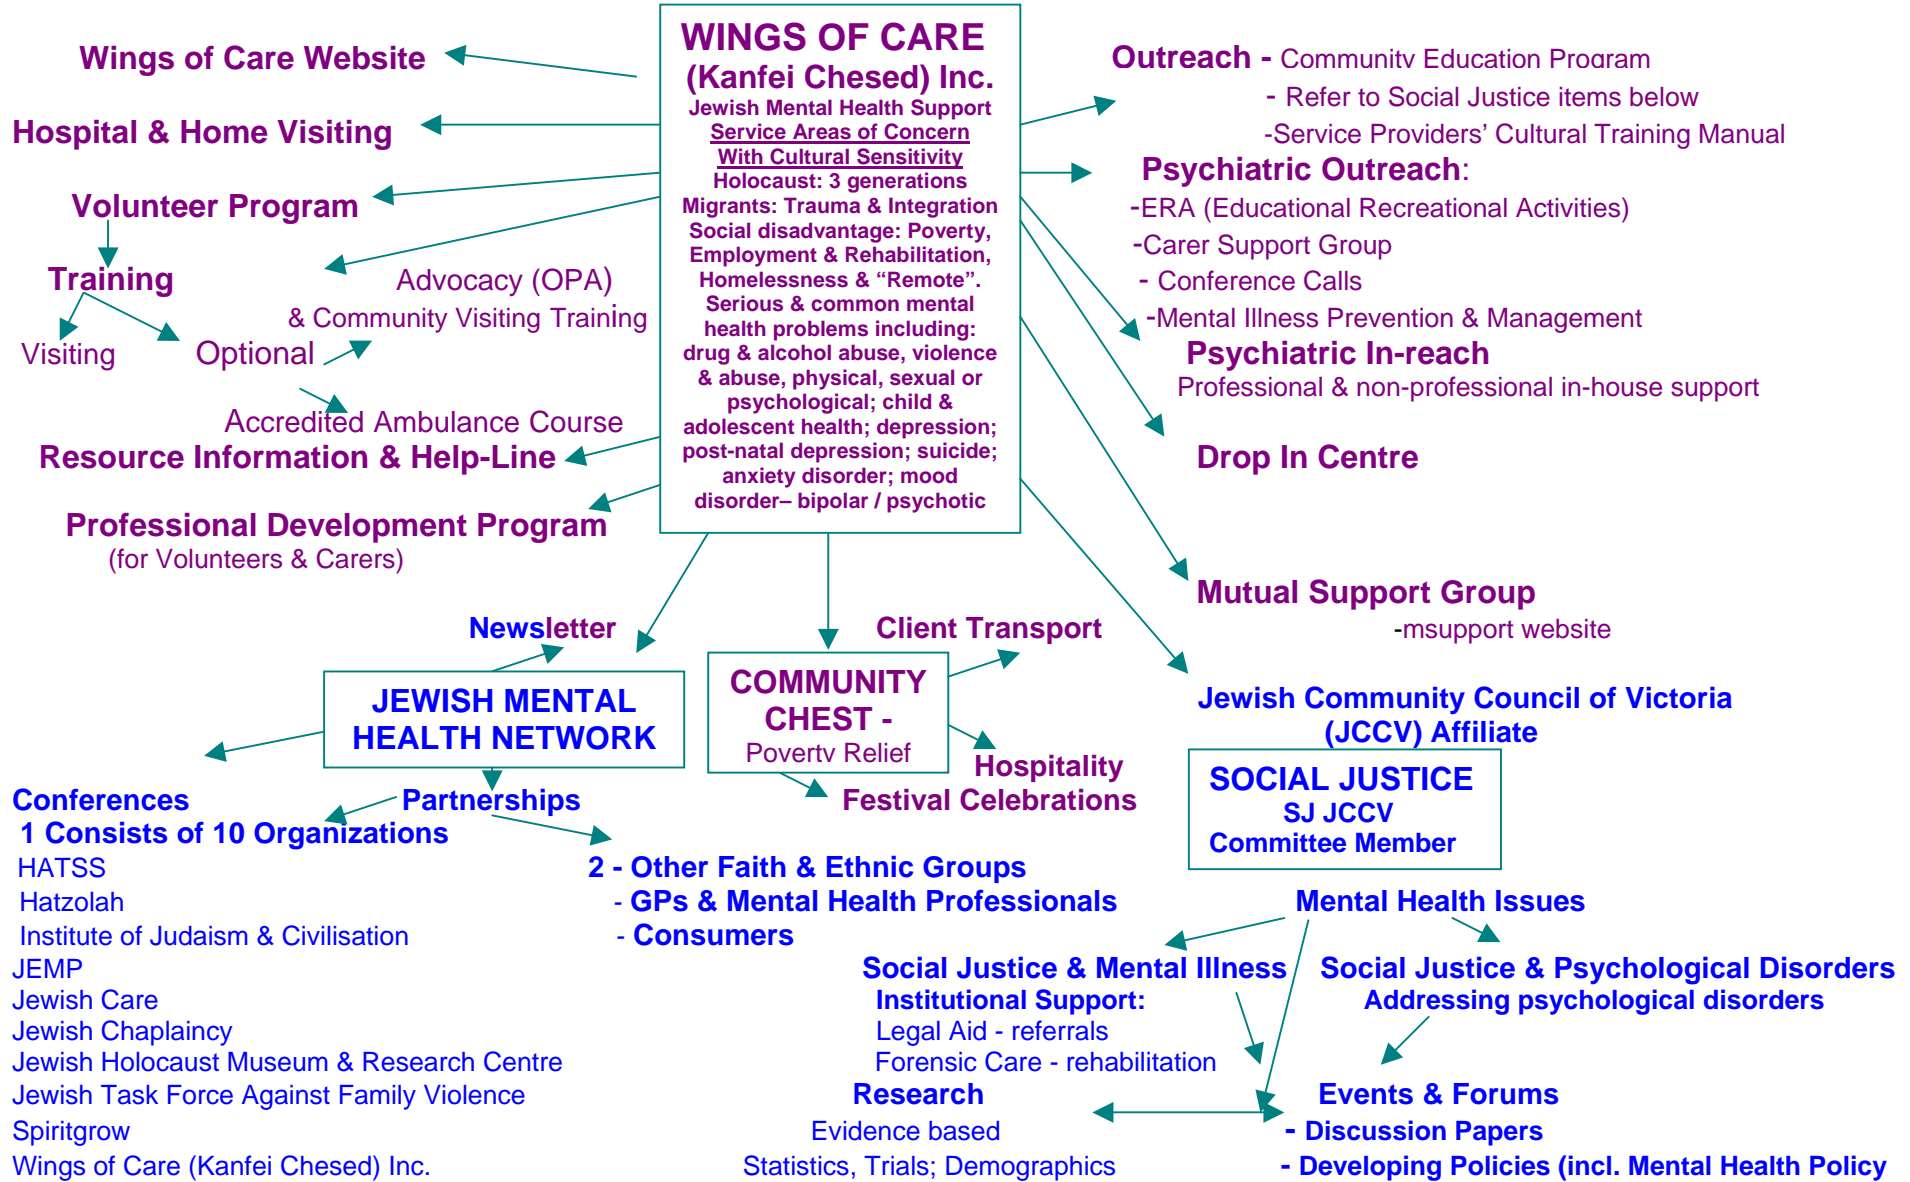 WINGS OF CARE
(Kanfei Chesed) Inc.
Jewish Mental Health Support
Service Areas of Concern
With Cultural Sensitivity
Holocaust: 3 generations
Migrants: Trauma & Integration
Social disadvantage: Poverty,
Employment & Rehabilitation,
Homelessness & “Remote”.
Serious & common mental
health problems including:
drug & alcohol abuse, violence
& abuse, physical, sexual or
psychological; child &
adolescent health; depression;
post-natal depression; suicide;
anxiety disorder; mood
disorder– bipolar / psychotic
Wings of Care Website
Hospital & Home Visiting
Volunteer Program
Training
Visiting
Optional
Advocacy (OPA)
& Community Visiting Training
Accredited Ambulance Course
Resource Information & Help-Line
Professional Development Program
(for Volunteers & Carers)
Outreach - Community Education Program
- Refer to Social Justice items below
-Service Providers’ Cultural Training Manual
Psychiatric Outreach:
-ERA (Educational Recreational Activities)
-Carer Support Group
- Conference Calls
-Mental Illness Prevention & Management
Psychiatric In-reach
Professional & non-professional in-house support
Drop In Centre
Mutual Support Group
-msupport website
Newsletter
JEWISH MENTAL
HEALTH NETWORK
Conferences
Partnerships
1 Consists of 10 Organizations
HATSS
Hatzolah
Institute of Judaism & Civilisation
JEMP
Jewish Care
Jewish Chaplaincy
Jewish Holocaust Museum & Research Centre
Jewish Task Force Against Family Violence
Spiritgrow
Wings of Care (Kanfei Chesed) Inc.
2 - Other Faith & Ethnic Groups
- GPs & Mental Health Professionals
- Consumers
COMMUNITY
CHEST -
Poverty Relief
Client Transport
Hospitality
Festival Celebrations
Jewish Community Council of Victoria
(JCCV) Affiliate
SOCIAL JUSTICE
SJ JCCV
Committee Member
Mental Health Issues
Social Justice & Mental Illness
Institutional Support:
Legal Aid - referrals
Forensic Care - rehabilitation
Social Justice & Psychological Disorders
Addressing psychological disorders
Research
Evidence based
Statistics, Trials; Demographics
Events & Forums
- Discussion Papers
- Developing Policies (incl. Mental Health Policy